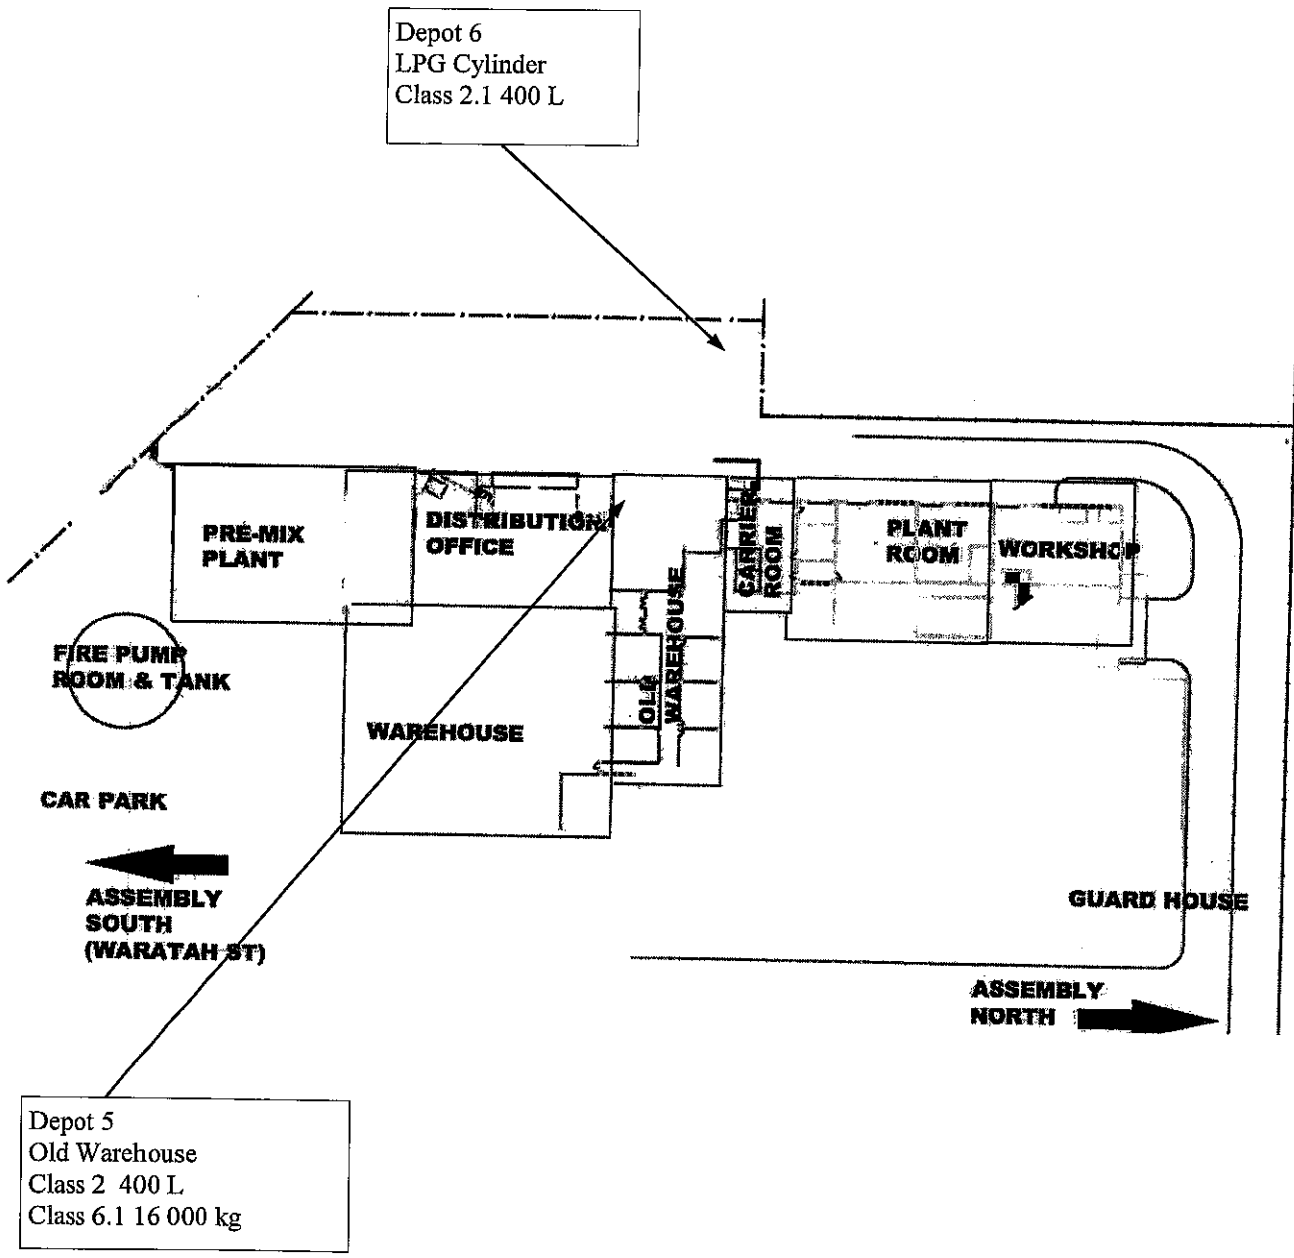 Depot 6
LPG Cylinder
Class 2.1 400 L
PRE-MIX
PLANT
DISTRIBUTION
OFFICE
CARRIER
ROOM
PLANT
ROOM
WORKSHOP
FIRE PUMP
ROOM & TANK
WAREHOUSE
OLD
WAREHOUSE
CAR PARK
ASSEMBLY
SOUTH
(WARATAH ST)
GUARD HOUSE
ASSEMBLY
NORTH
Depot 5
Old Warehouse
Class 2 400 L
Class 6.1 16 000 kg